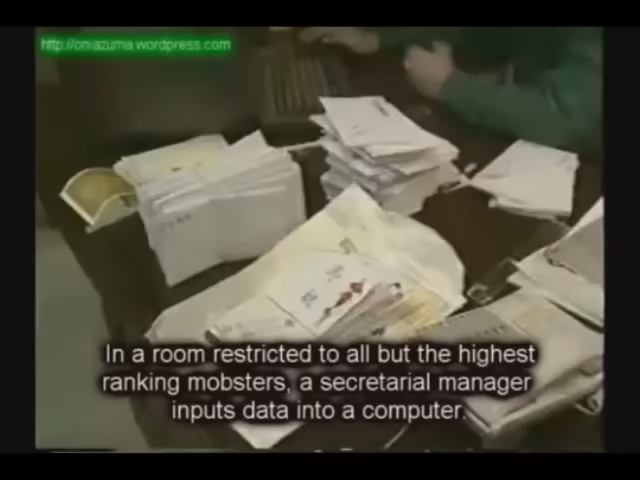 http://oniazuma.wordpress.com
In a room restricted to all but the highest
ranking mobsters, a secretarial manager
inputs data into a computer.